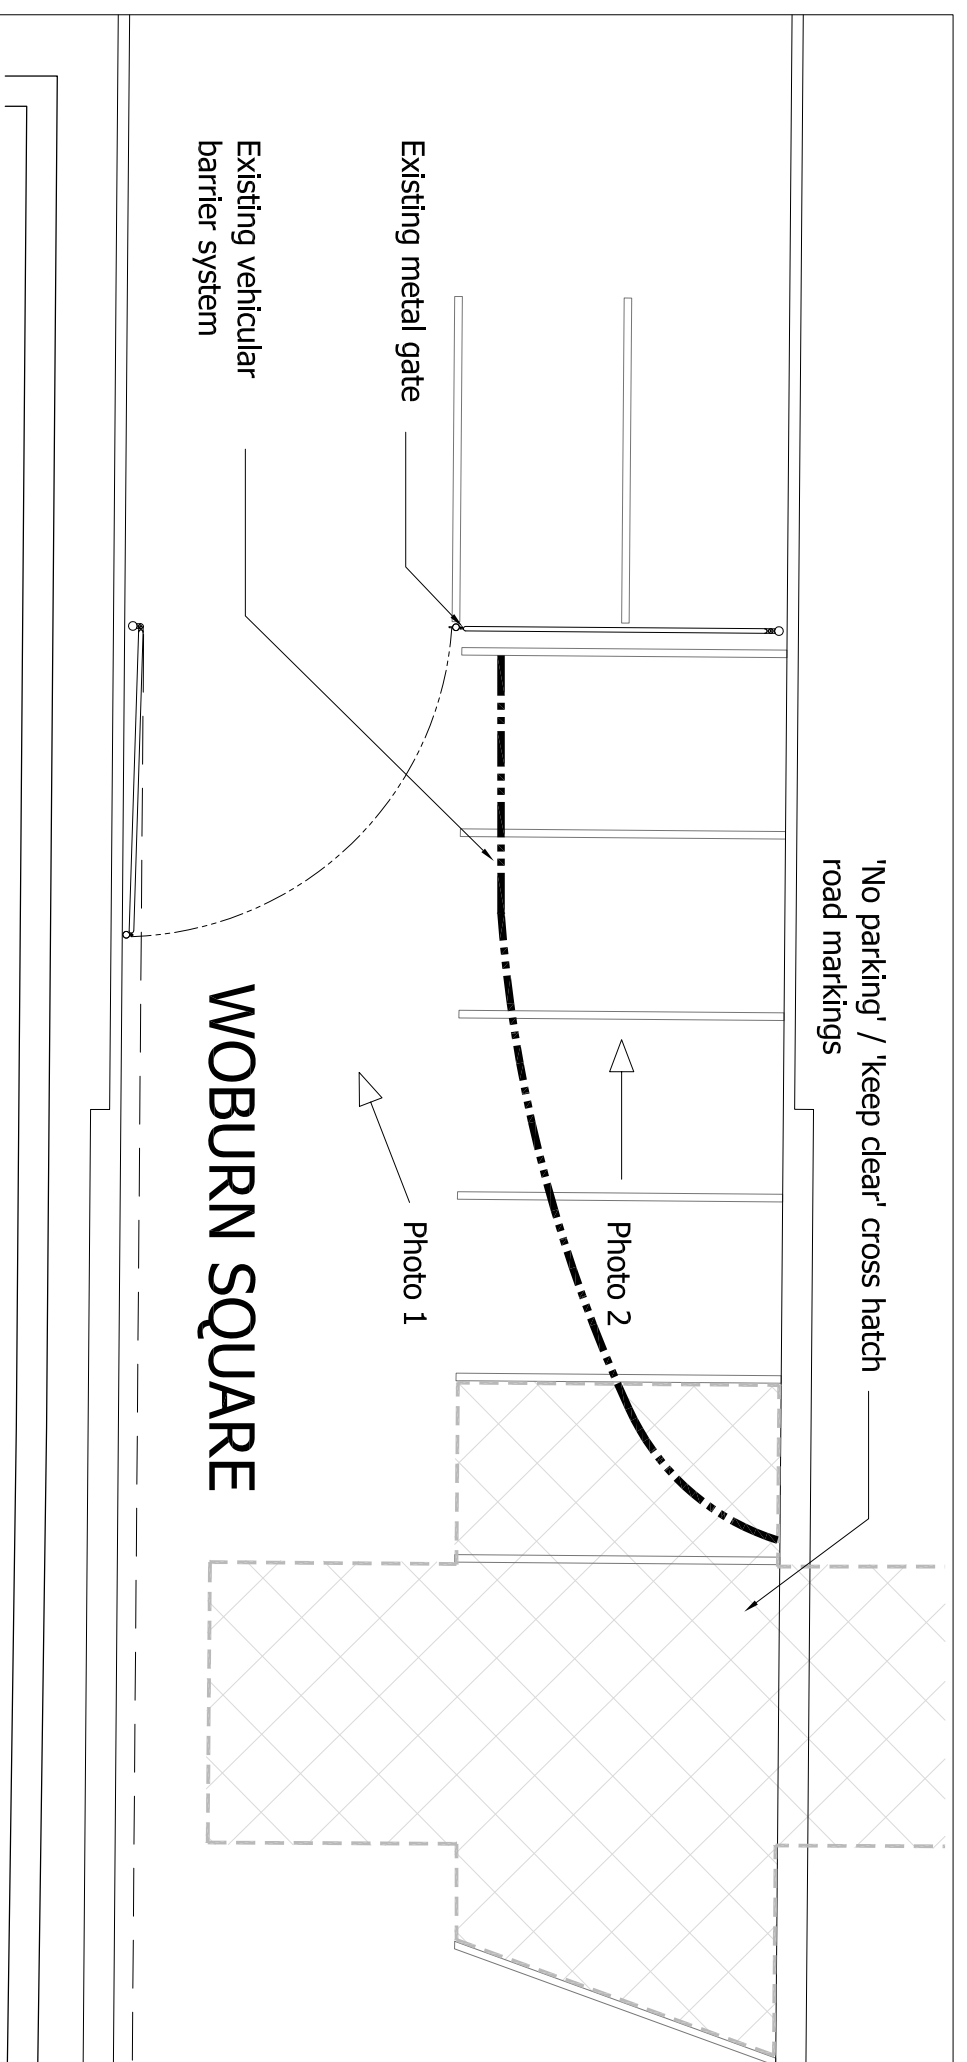 'No parking' / 'keep clear' cross hatch
road markings
Existing metal gate
Existing vehicular
barrier system
Photo 2
Photo 1
WOBURN SQUARE